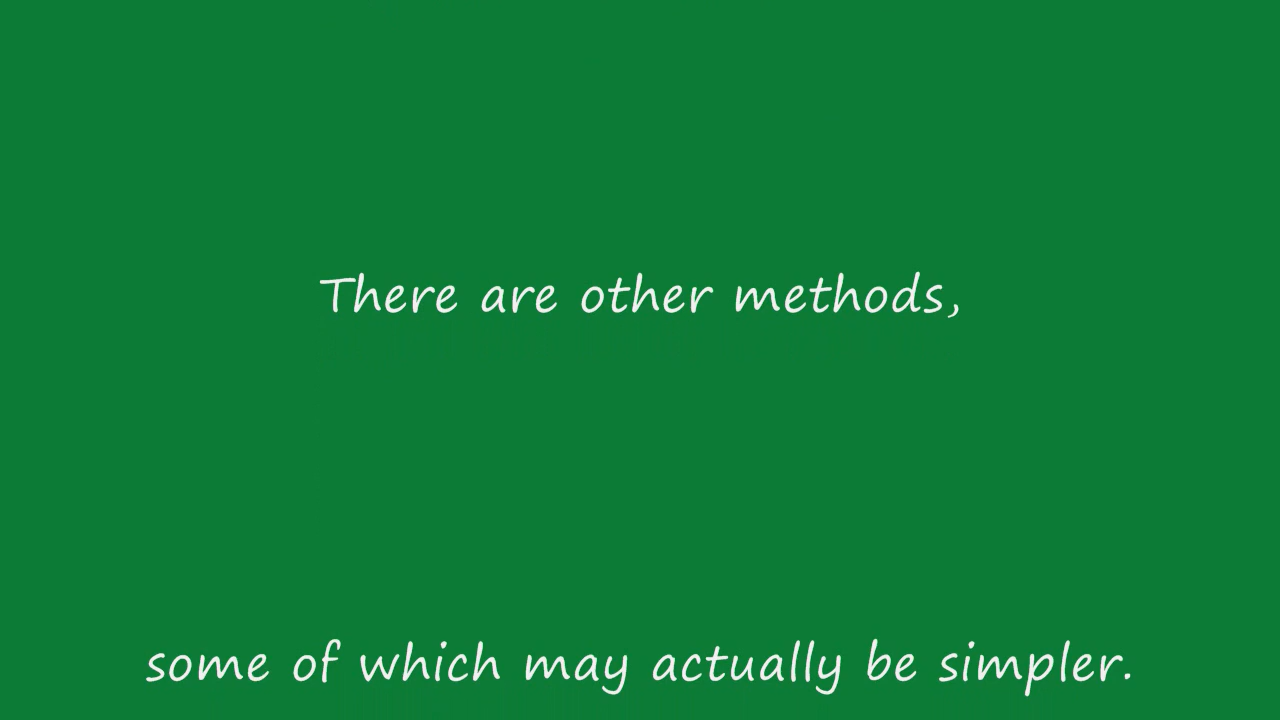 There are other methods,
some of which may actually be simpler.